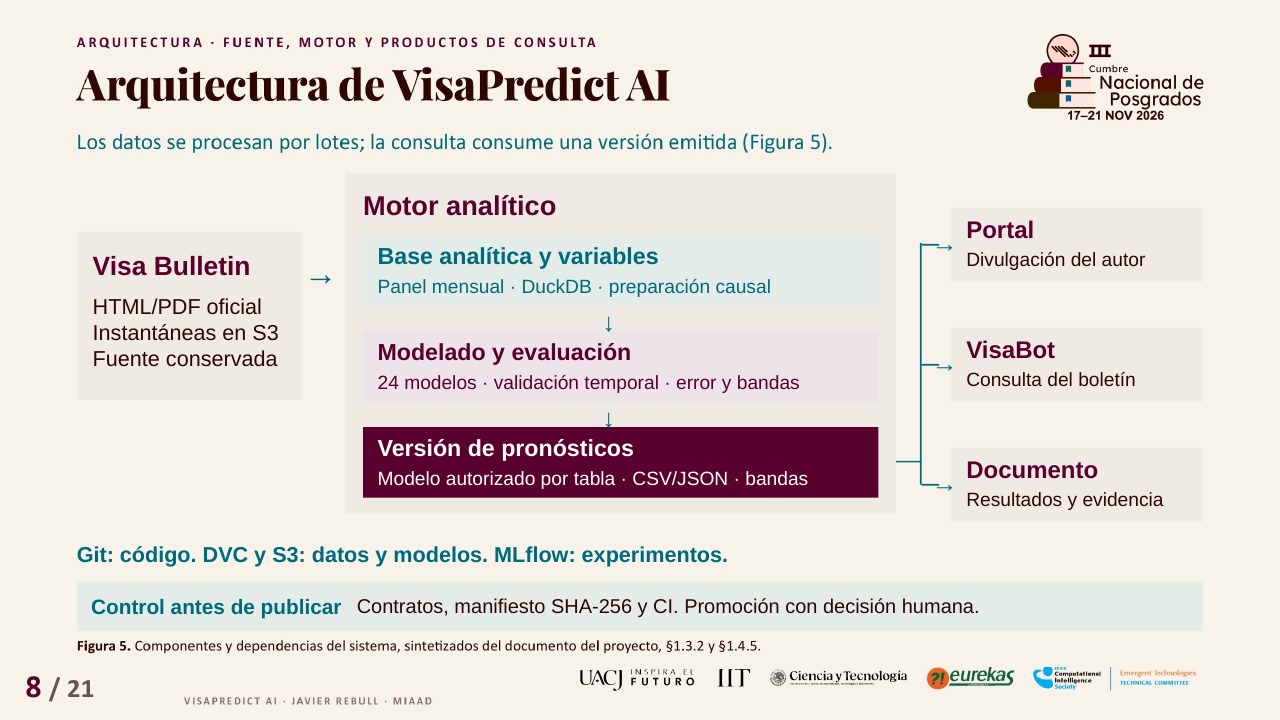 ARQUITECTURA · FUENTE, MOTOR Y PRODUCTOS DE CONSULTA
Arquitectura de VisaPredict AI
III
Cumbre
Nacional de
Posgrados
17–21 NOV 2026
Los datos se procesan por lotes; la consulta consume una versión emitida (Figura 5).
Visa Bulletin
HTML/PDF oficial
Instantáneas en S3
Fuente conservada
→
Motor analítico
Base analítica y variables
Panel mensual · DuckDB · preparación causal
↓
Modelado y evaluación
24 modelos · validación temporal · error y bandas
↓
Versión de pronósticos
Modelo autorizado por tabla · CSV/JSON · bandas
Portal
Divulgación del autor
VisaBot
Consulta del boletín
Documento
Resultados y evidencia
Git: código. DVC y S3: datos y modelos. MLflow: experimentos.
Control antes de publicar Contratos, manifiesto SHA-256 y CI. Promoción con decisión humana.
Figura 5. Componentes y dependencias del sistema, sintetizados del documento del proyecto, §1.3.2 y §1.4.5.
8 / 21
VISAPREDICT AI · JAVIER REBULL · MIAAD
UACJ INSPIRA EL FUTURO
IIT
Ciencia y Tecnología
eurekas
IEEE Computational Intelligence Society
Emergent Technologies
TECHNICAL COMMITTEE